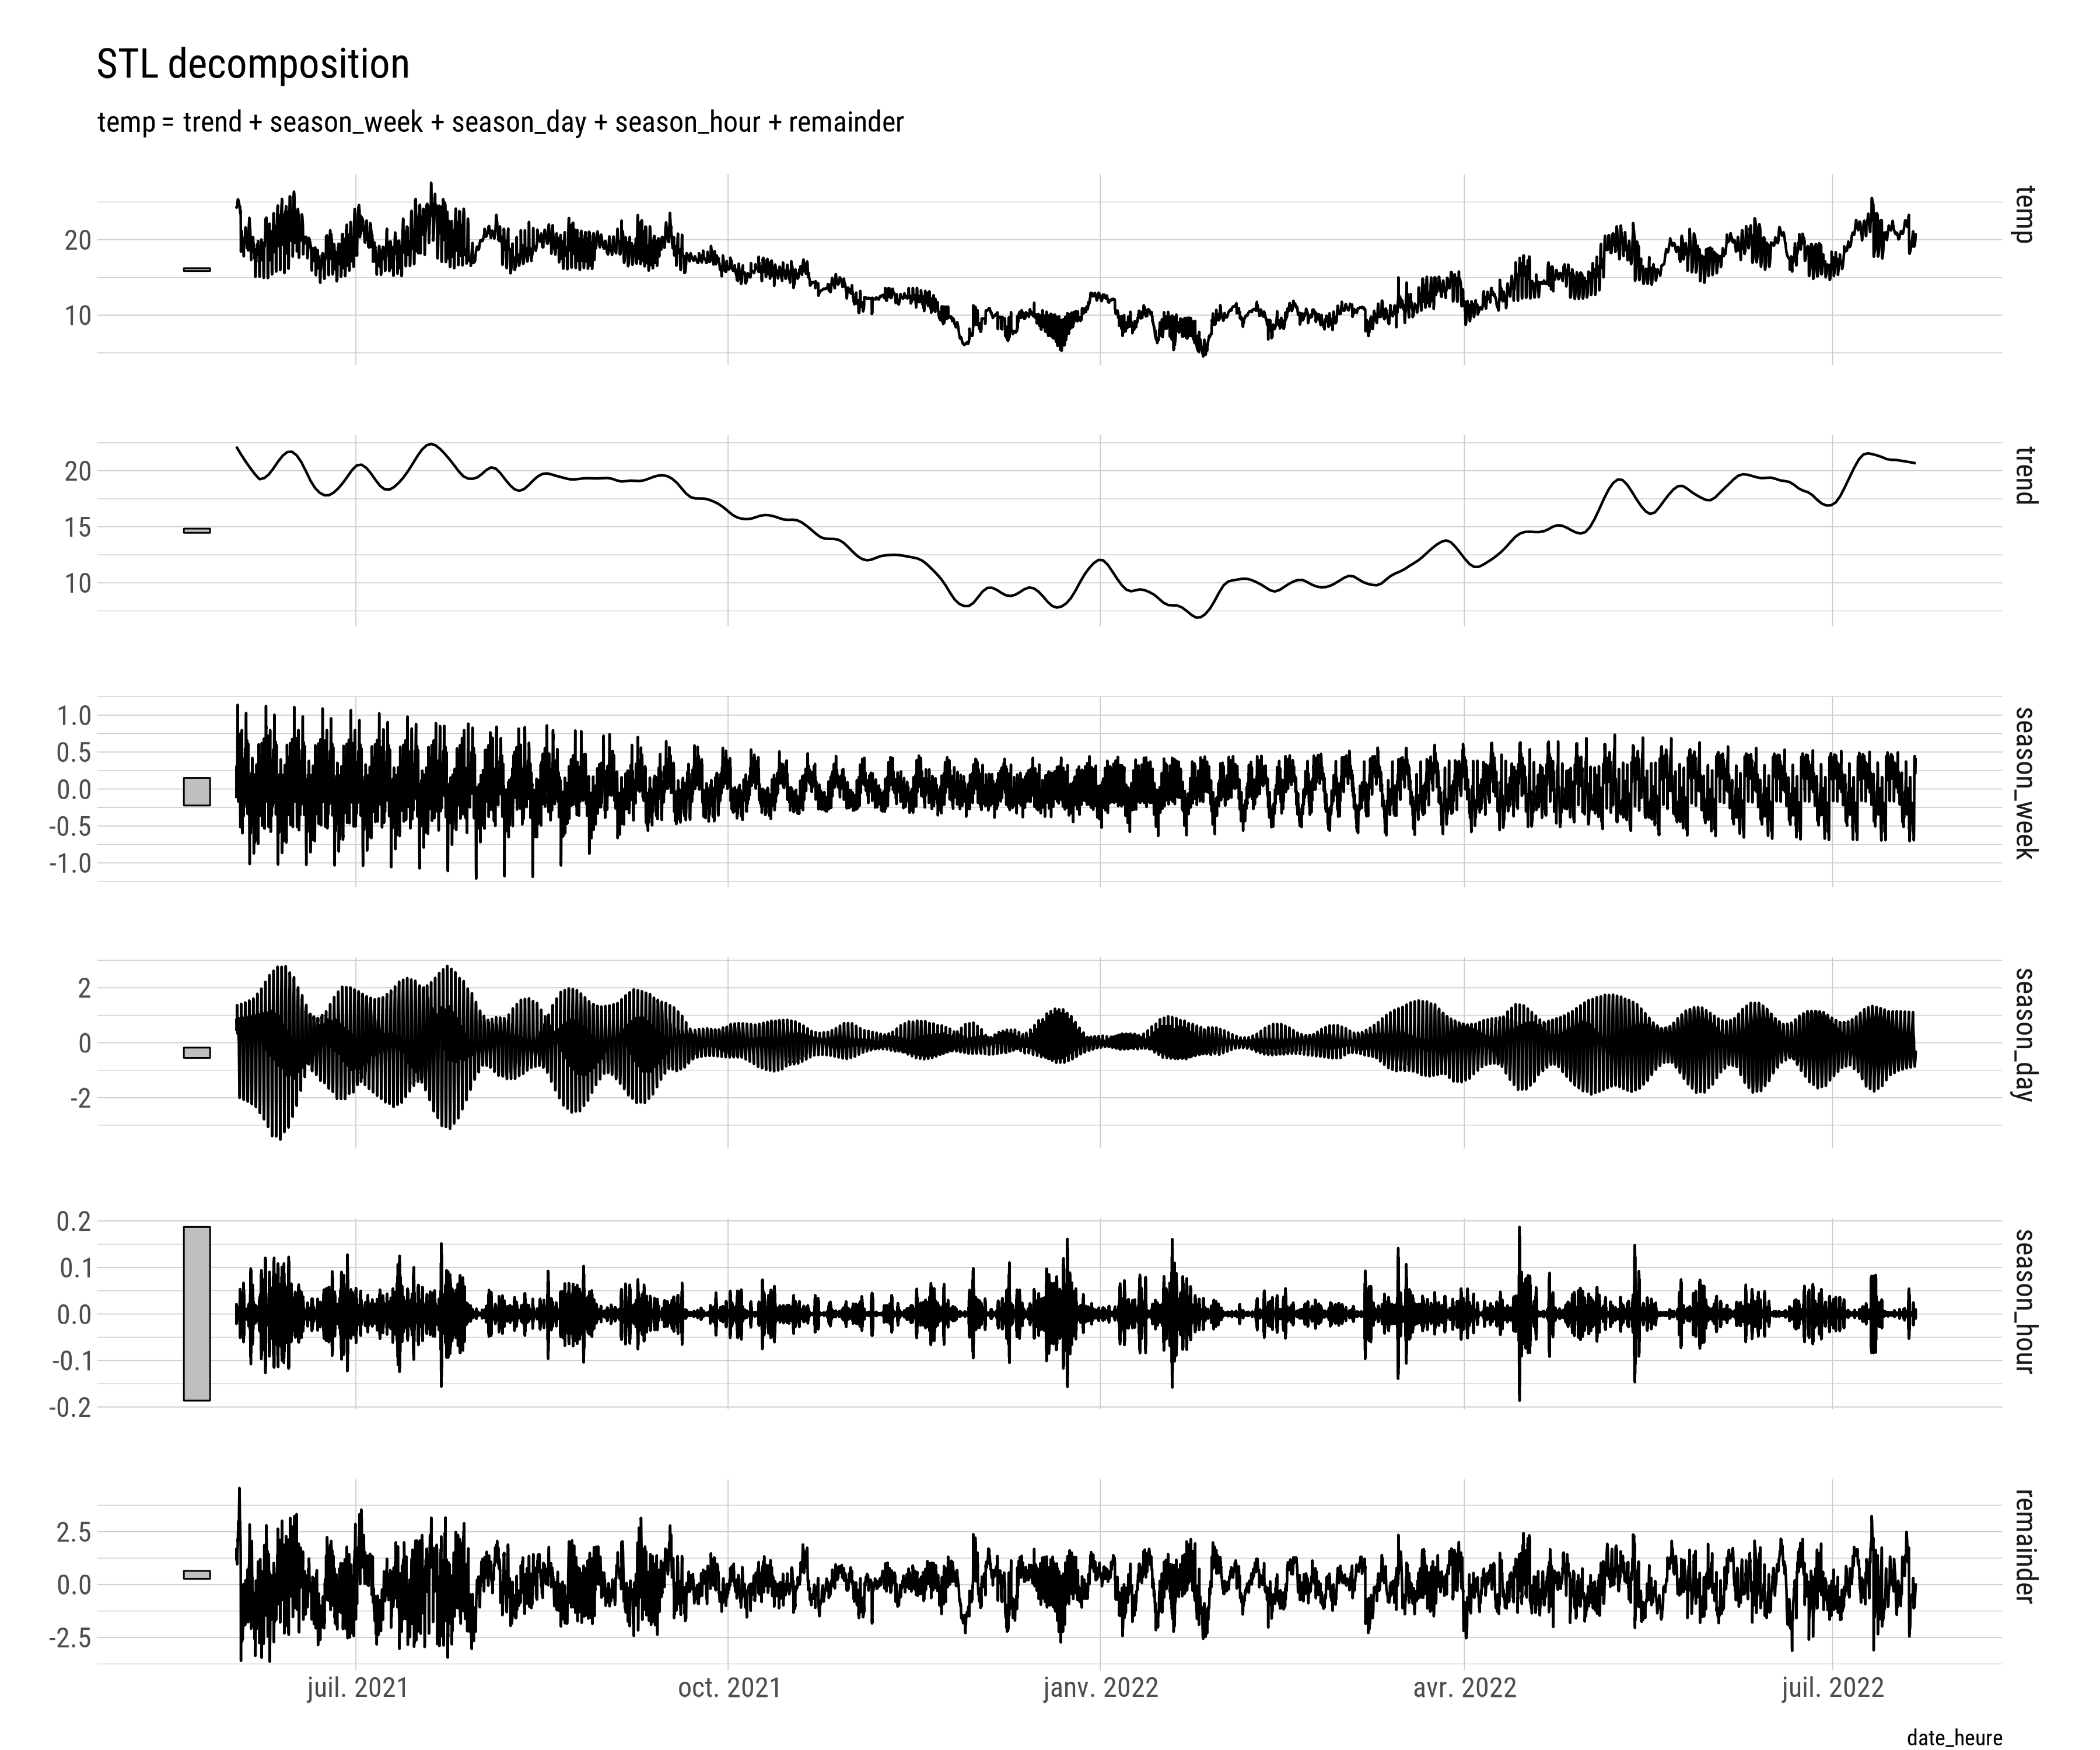 STL decomposition
temp = trend + season_week + season_day + season_hour + remainder
20
10
temp
20
15
10
trend
1.0
0.5
0.0
-0.5
-1.0
season_week
2
0
-2
season_day
0.2
0.1
0.0
-0.1
-0.2
season_hour
2.5
0.0
-2.5
remainder
juil. 2021 oct. 2021 janv. 2022 avr. 2022 juil. 2022
date_heure